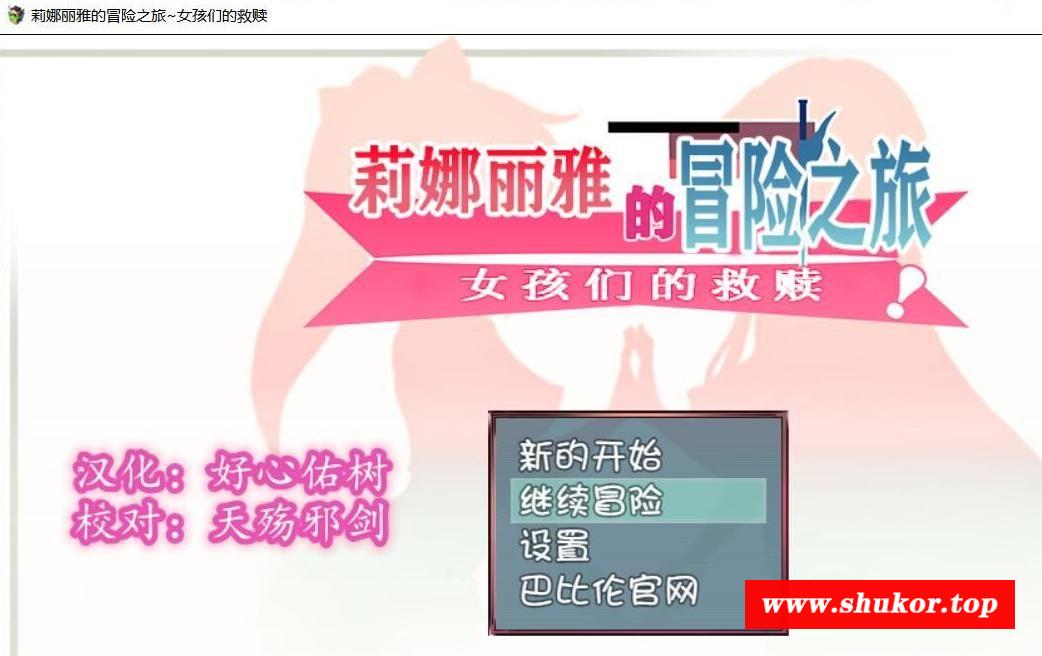 莉娜丽雅的冒险之旅~女孩们的救赎
莉娜丽雅的冒险之旅
女孩们的救赎!
汉化：好心佑树
校对：天殇邪剑
新的开始
继续冒险
设置
巴比伦官网
www.shukor.top